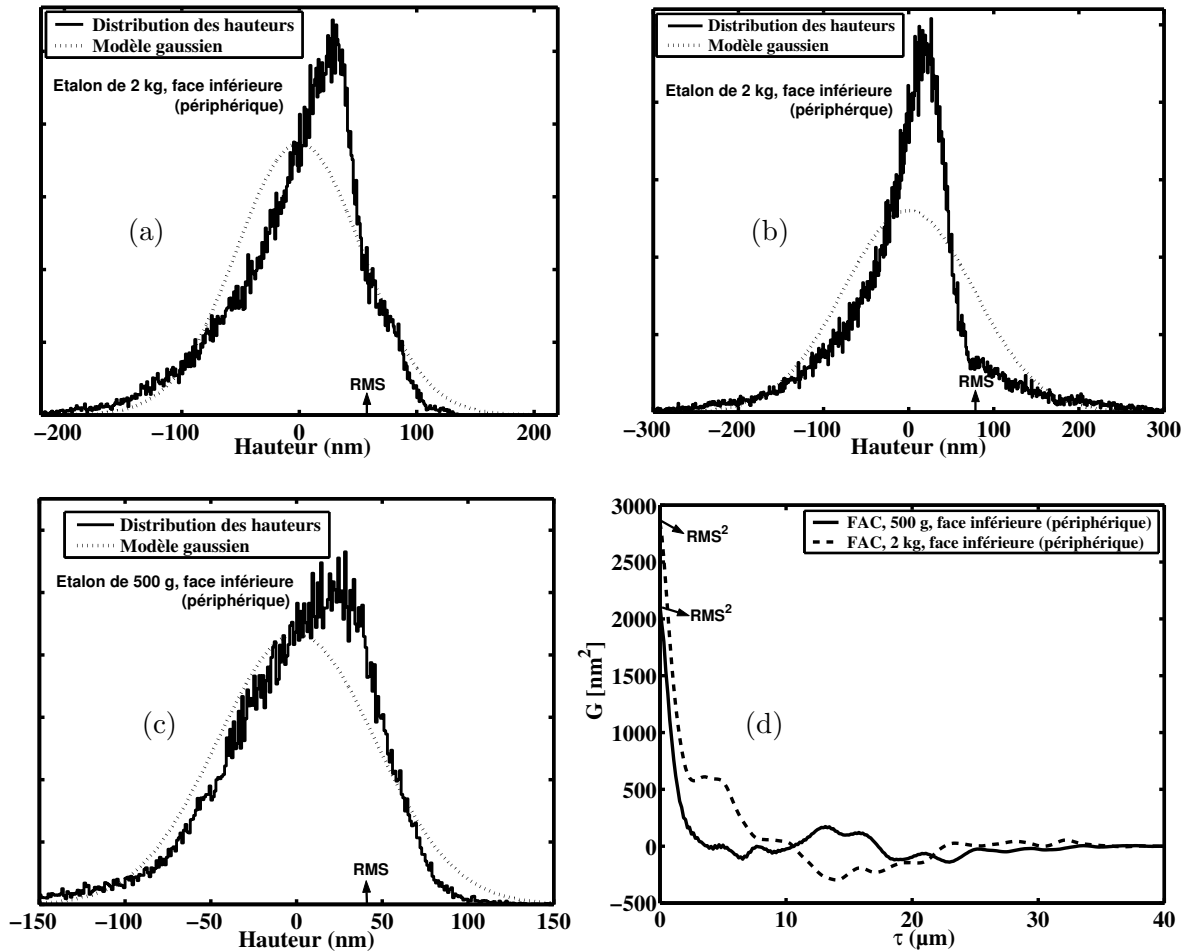 Distribution des hauteurs
Modèle gaussien
Etalon de 2 kg, face inférieure
(périphérique)
(a)
RMS
−200 −100 0 100 200
Hauteur (nm)
Distribution des hauteurs
Modèle gaussien
Etalon de 2 kg, face inférieure
(périphérque)
(b)
RMS
−300 −200 −100 0 100 200 300
Hauteur (nm)
Distribution des hauteurs
Modèle gaussien
Etalon de 500 g, face inférieure
(périphérique)
(c)
RMS
−150 −100 −50 0 50 100 150
Hauteur (nm)
3000
2500
2000
1500
1000
500
0
−500
G [nm²]
FAC, 500 g, face inférieure (périphérique)
FAC, 2 kg, face inférieure (périphérique)
RMS²
RMS²
(d)
0 10 20 30 40
τ (µm)